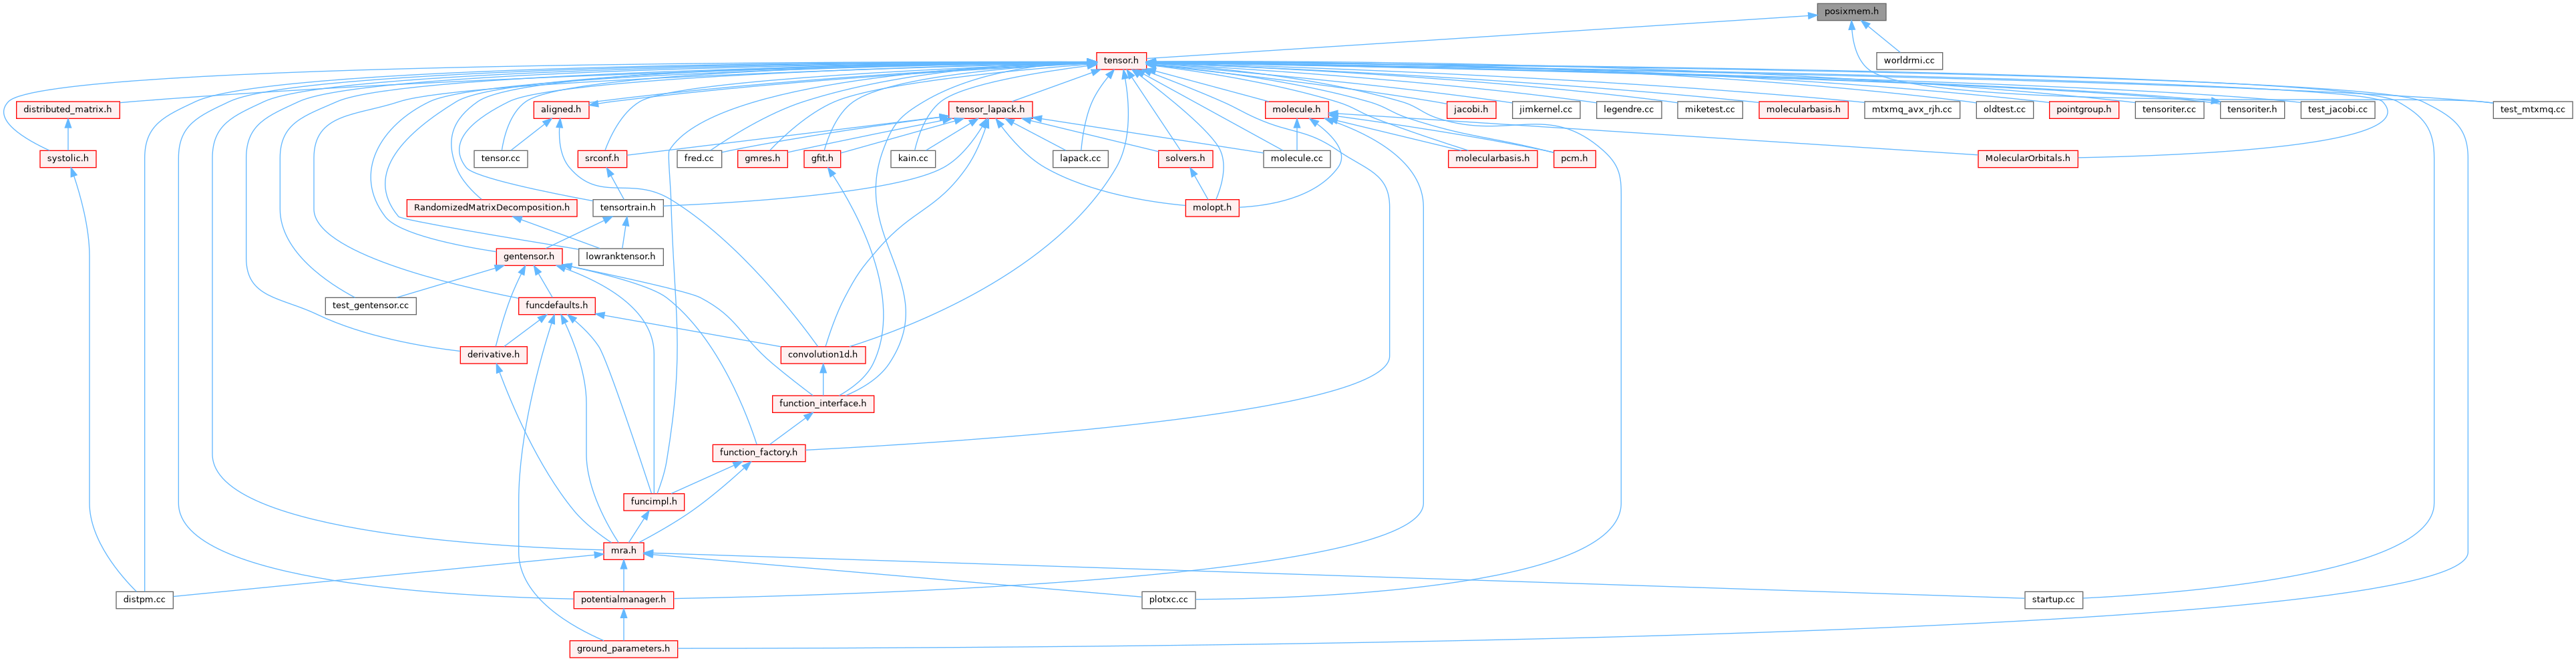 posixmem.h
tensor.h
worldrmi.cc
distributed_matrix.h
aligned.h
tensor_lapack.h
molecule.h
jacobi.h
jimkernel.cc
legendre.cc
miketest.cc
molecularbasis.h
mtxmq_avx_rjh.cc
oldtest.cc
pointgroup.h
tensoriter.cc
tensoriter.h
test_jacobi.cc
test_mtxmq.cc
systolic.h
tensor.cc
srconf.h
fred.cc
gmres.h
gfit.h
kain.cc
lapack.cc
solvers.h
molecule.cc
molecularbasis.h
pcm.h
MolecularOrbitals.h
RandomizedMatrixDecomposition.h
tensortrain.h
molopt.h
gentensor.h
lowranktensor.h
test_gentensor.cc
funcdefaults.h
derivative.h
convolution1d.h
function_interface.h
function_factory.h
funcimpl.h
mra.h
distpm.cc
potentialmanager.h
plotxc.cc
startup.cc
ground_parameters.h